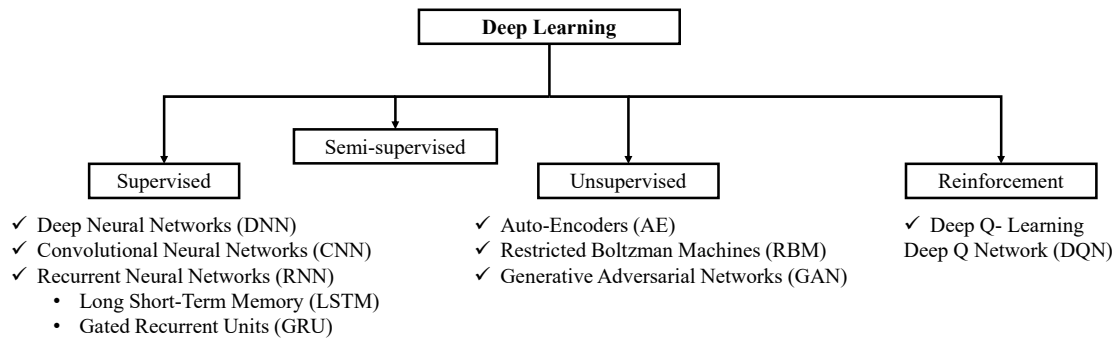 Deep Learning
Semi-supervised
Supervised
Unsupervised
Reinforcement
✓ Deep Neural Networks (DNN)
✓ Convolutional Neural Networks (CNN)
✓ Recurrent Neural Networks (RNN)
• Long Short-Term Memory (LSTM)
• Gated Recurrent Units (GRU)
✓ Auto-Encoders (AE)
✓ Restricted Boltzman Machines (RBM)
✓ Generative Adversarial Networks (GAN)
✓ Deep Q- Learning
Deep Q Network (DQN)